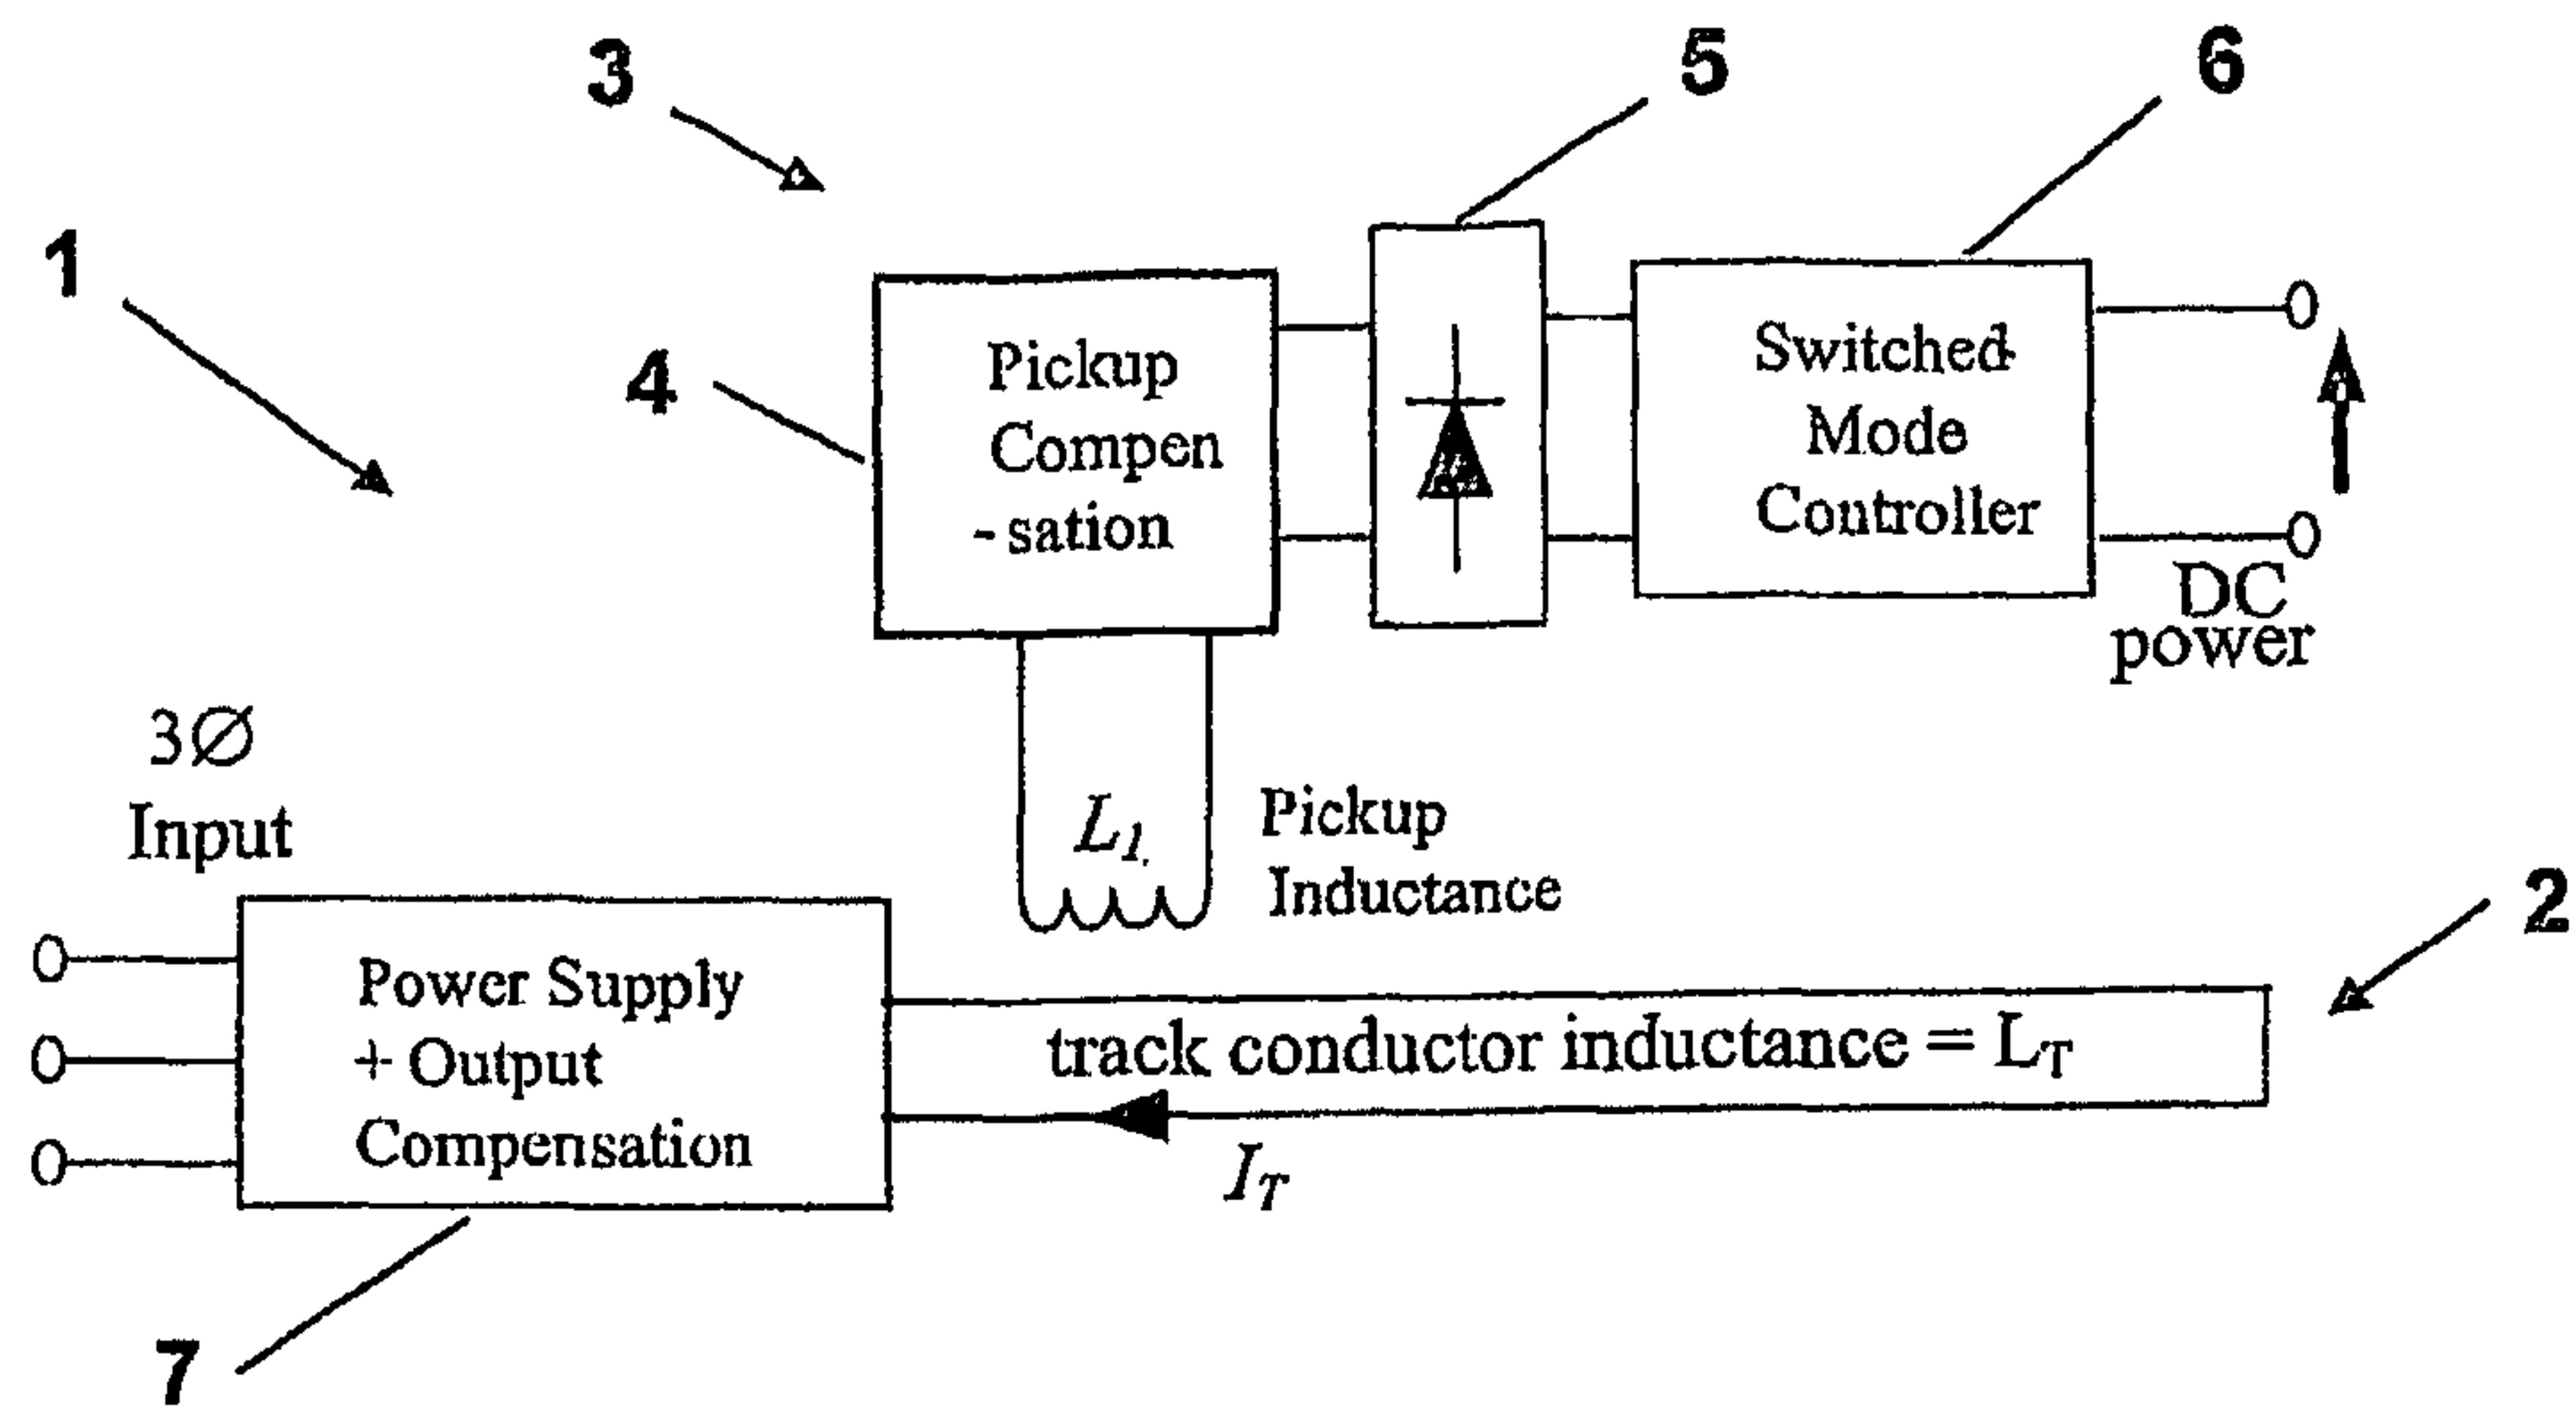 3
5
6
1
4
Pickup
Compen
-sation
Switched
Mode
Controller
DC
power
3Ø
Input
L1.
Pickup
Inductance
2
Power Supply
+ Output
Compensation
track conductor inductance = LT
IT
7